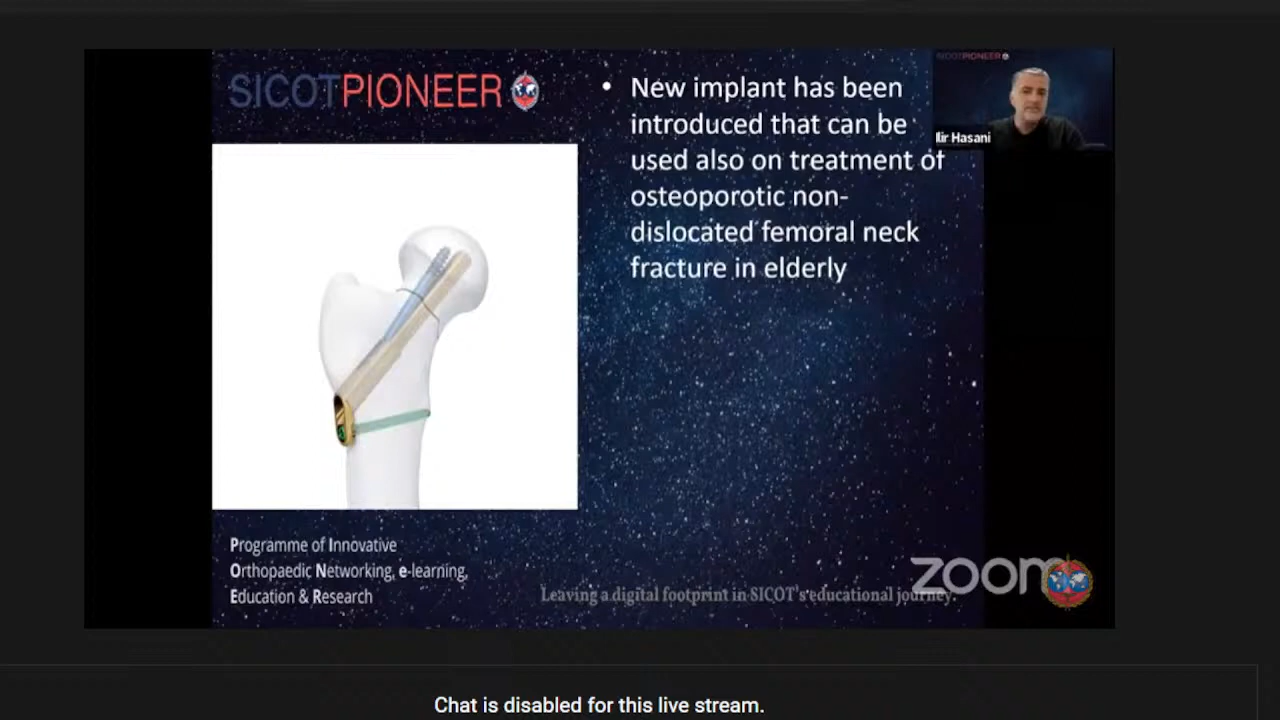 SICOTPIONEER
• New implant has been
introduced that can be
used also on treatment of
osteoporotic non-
dislocated femoral neck
fracture in elderly
SICOTPIONEER
Hasani
Programme of Innovative
Orthopaedic Networking, e-learning,
Education & Research
Leaving a digital footprint in SICOT's educational journey.
zoom
Chat is disabled for this live stream.